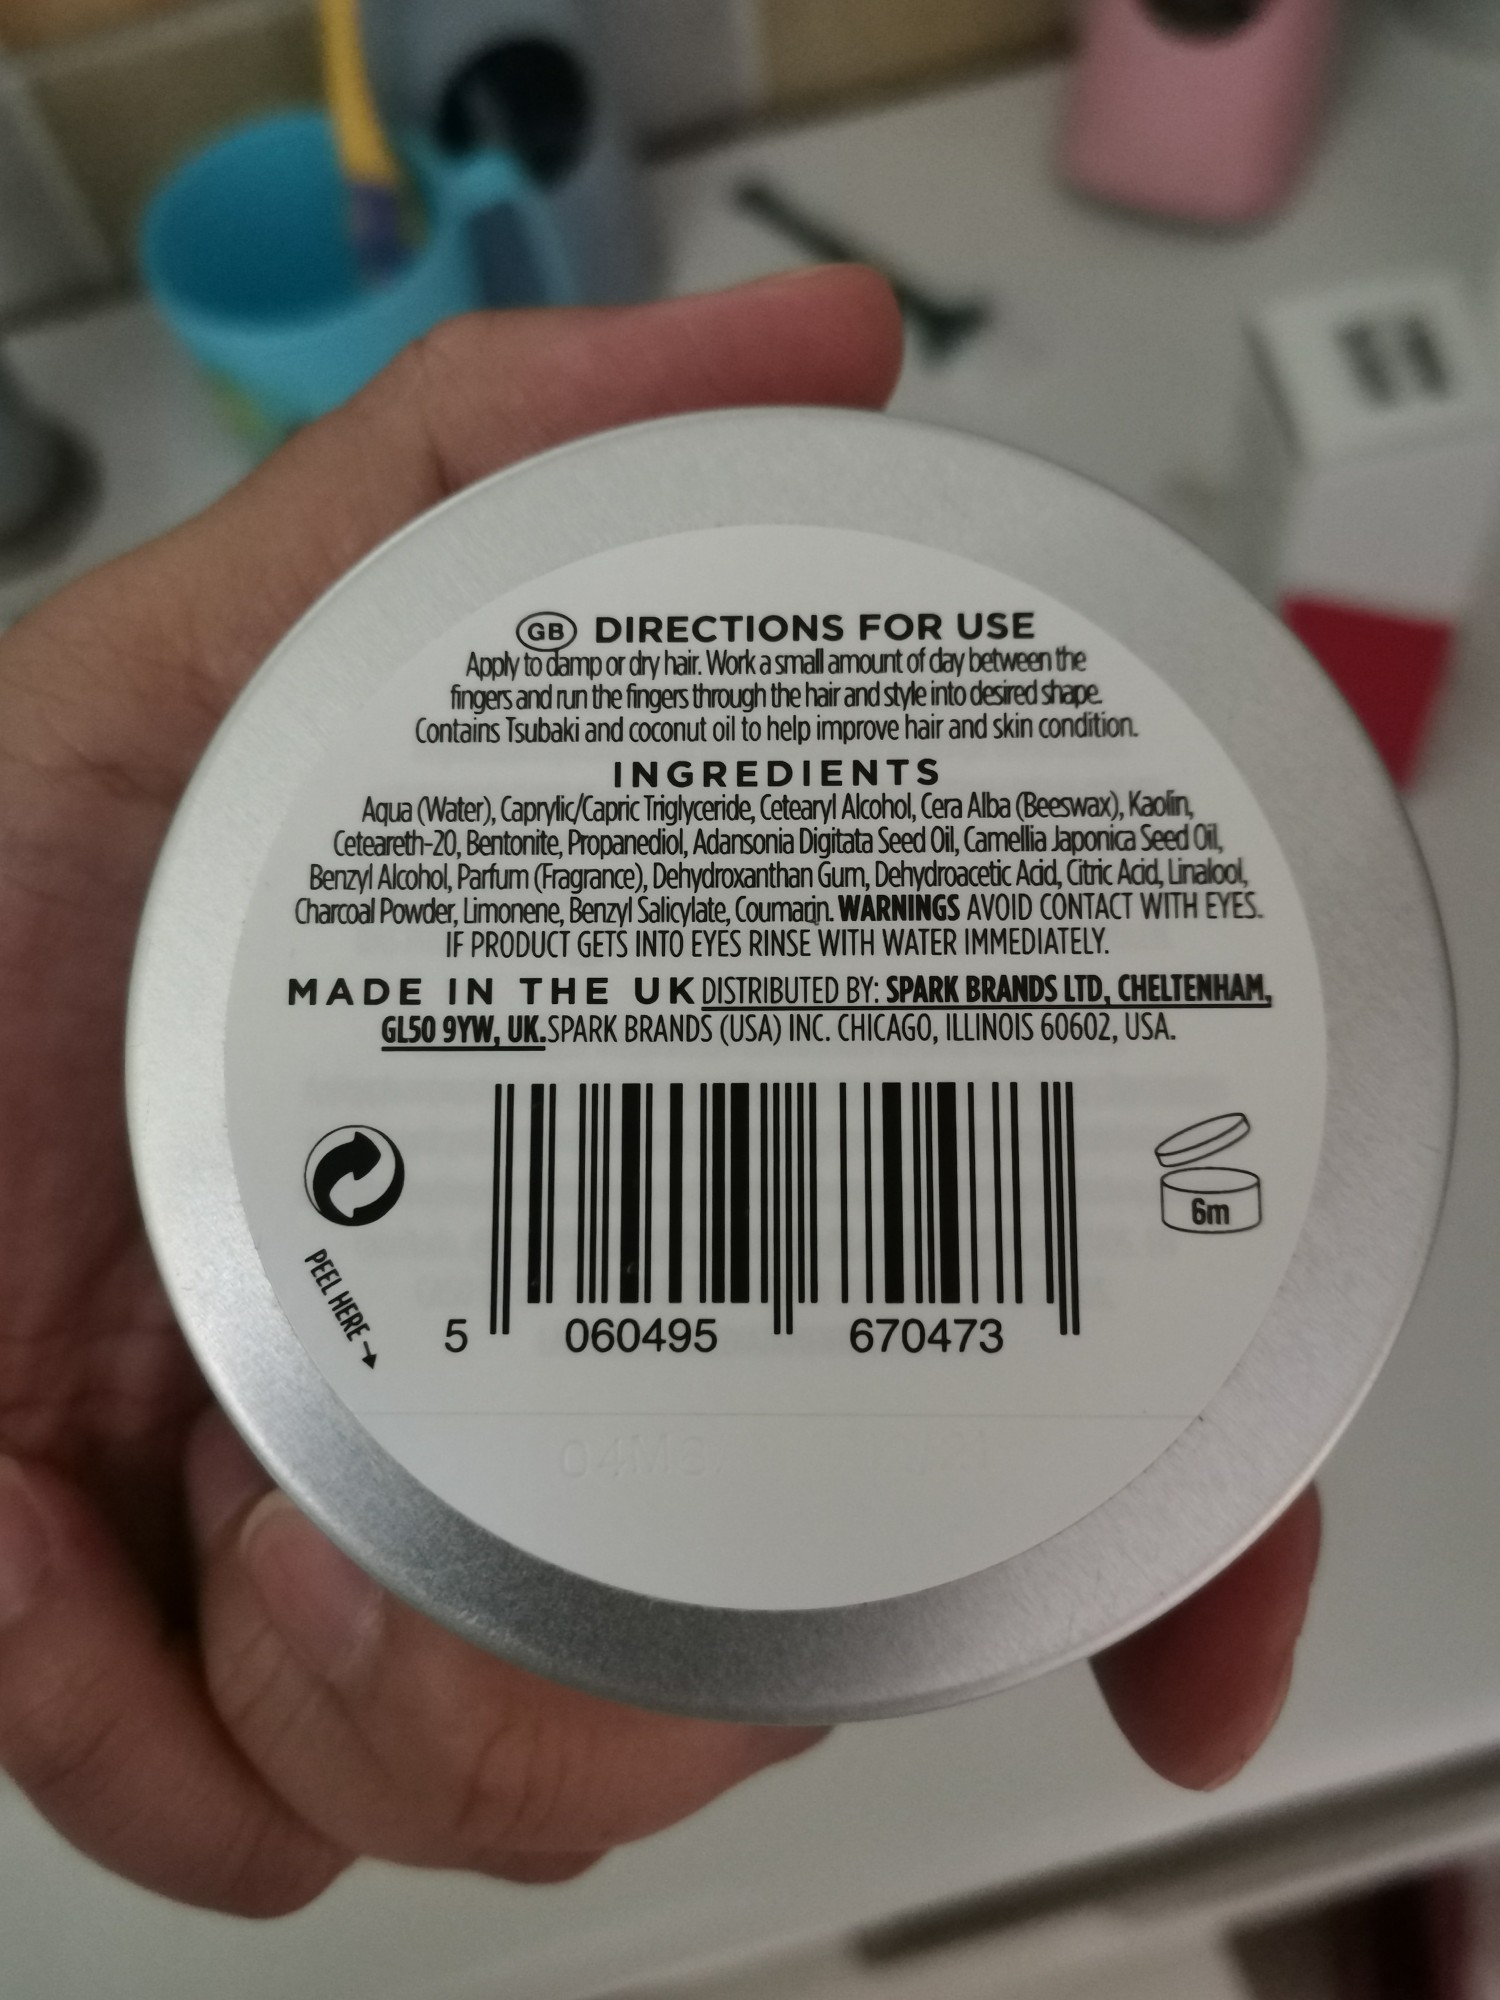 GB DIRECTIONS FOR USE
Apply to damp or dry hair. Work a small amount of clay between the
fingers and run the fingers through the hair and style into desired shape.
Contains Tsubaki and coconut oil to help improve hair and skin condition.
INGREDIENTS
Aqua (Water), Caprylic/Capric Triglyceride, Cetearyl Alcohol, Cera Alba (Beeswax), Kaolin,
Ceteareth-20, Bentonite, Propanediol, Adansonia Digitata Seed Oil, Camellia Japonica Seed Oil,
Benzyl Alcohol, Parfum (Fragrance), Dehydroxanthan Gum, Dehydroacetic Acid, Citric Acid, Linalool,
Charcoal Powder, Limonene, Benzyl Salicylate, Coumarin. WARNINGS AVOID CONTACT WITH EYES.
IF PRODUCT GETS INTO EYES RINSE WITH WATER IMMEDIATELY.
MADE IN THE UK DISTRIBUTED BY: SPARK BRANDS LTD, CHELTENHAM,
GL50 9YW, UK. SPARK BRANDS (USA) INC. CHICAGO, ILLINOIS 60602, USA.
6m
PEEL HERE →
5 060495 670473